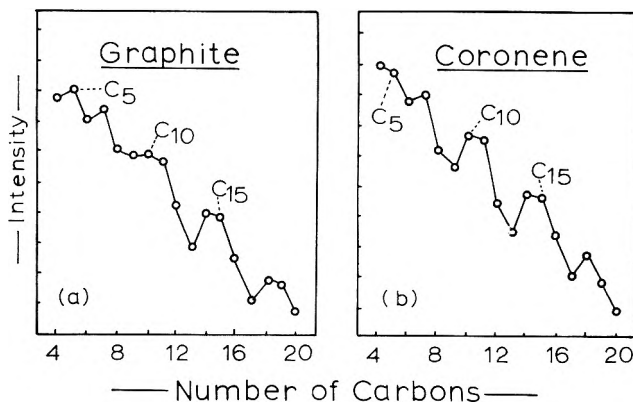 Graphite
C5
C10
C15
(a)
4 8 12 16 20
Coronene
C5
C10
C15
(b)
4 8 12 16 20
Intensity
Number of Carbons